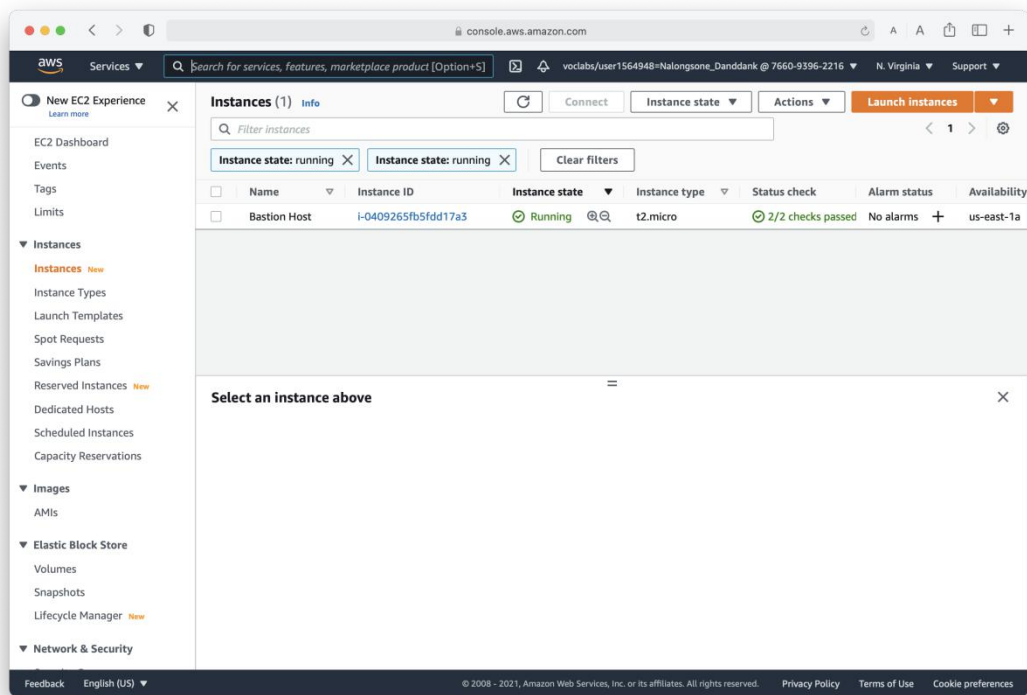 console.aws.amazon.com
A A
aws Services Search for services, features, marketplace product [Option+S] voclabs/user1564948=Nalongsone_Danddank @ 7660-9396-2216 N. Virginia Support
New EC2 Experience
Learn more
EC2 Dashboard
Events
Tags
Limits
Instances
Instances New
Instance Types
Launch Templates
Spot Requests
Savings Plans
Reserved Instances New
Dedicated Hosts
Scheduled Instances
Capacity Reservations
Images
AMIs
Elastic Block Store
Volumes
Snapshots
Lifecycle Manager New
Network & Security
Instances (1) Info Connect Instance state Actions Launch instances
Filter instances 1
Instance state: running Instance state: running Clear filters
Name Instance ID Instance state Instance type Status check Alarm status Availability
Bastion Host i-0409265fb5fdd17a3 Running t2.micro 2/2 checks passed No alarms us-east-1a
Select an instance above
Feedback English (US) © 2008 - 2021, Amazon Web Services, Inc. or its affiliates. All rights reserved. Privacy Policy Terms of Use Cookie preferences